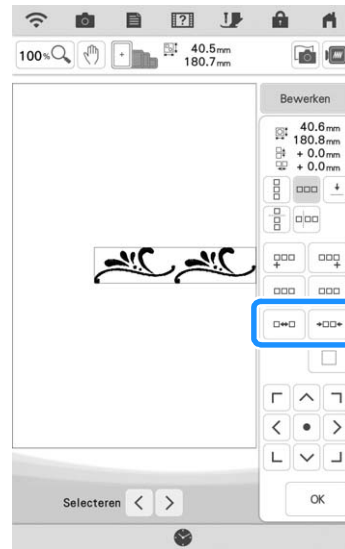 100%
40.5mm
180.7mm
Bewerken
40.6mm
180.8mm
+ 0.0mm
+ 0.0mm
Selecteren
OK